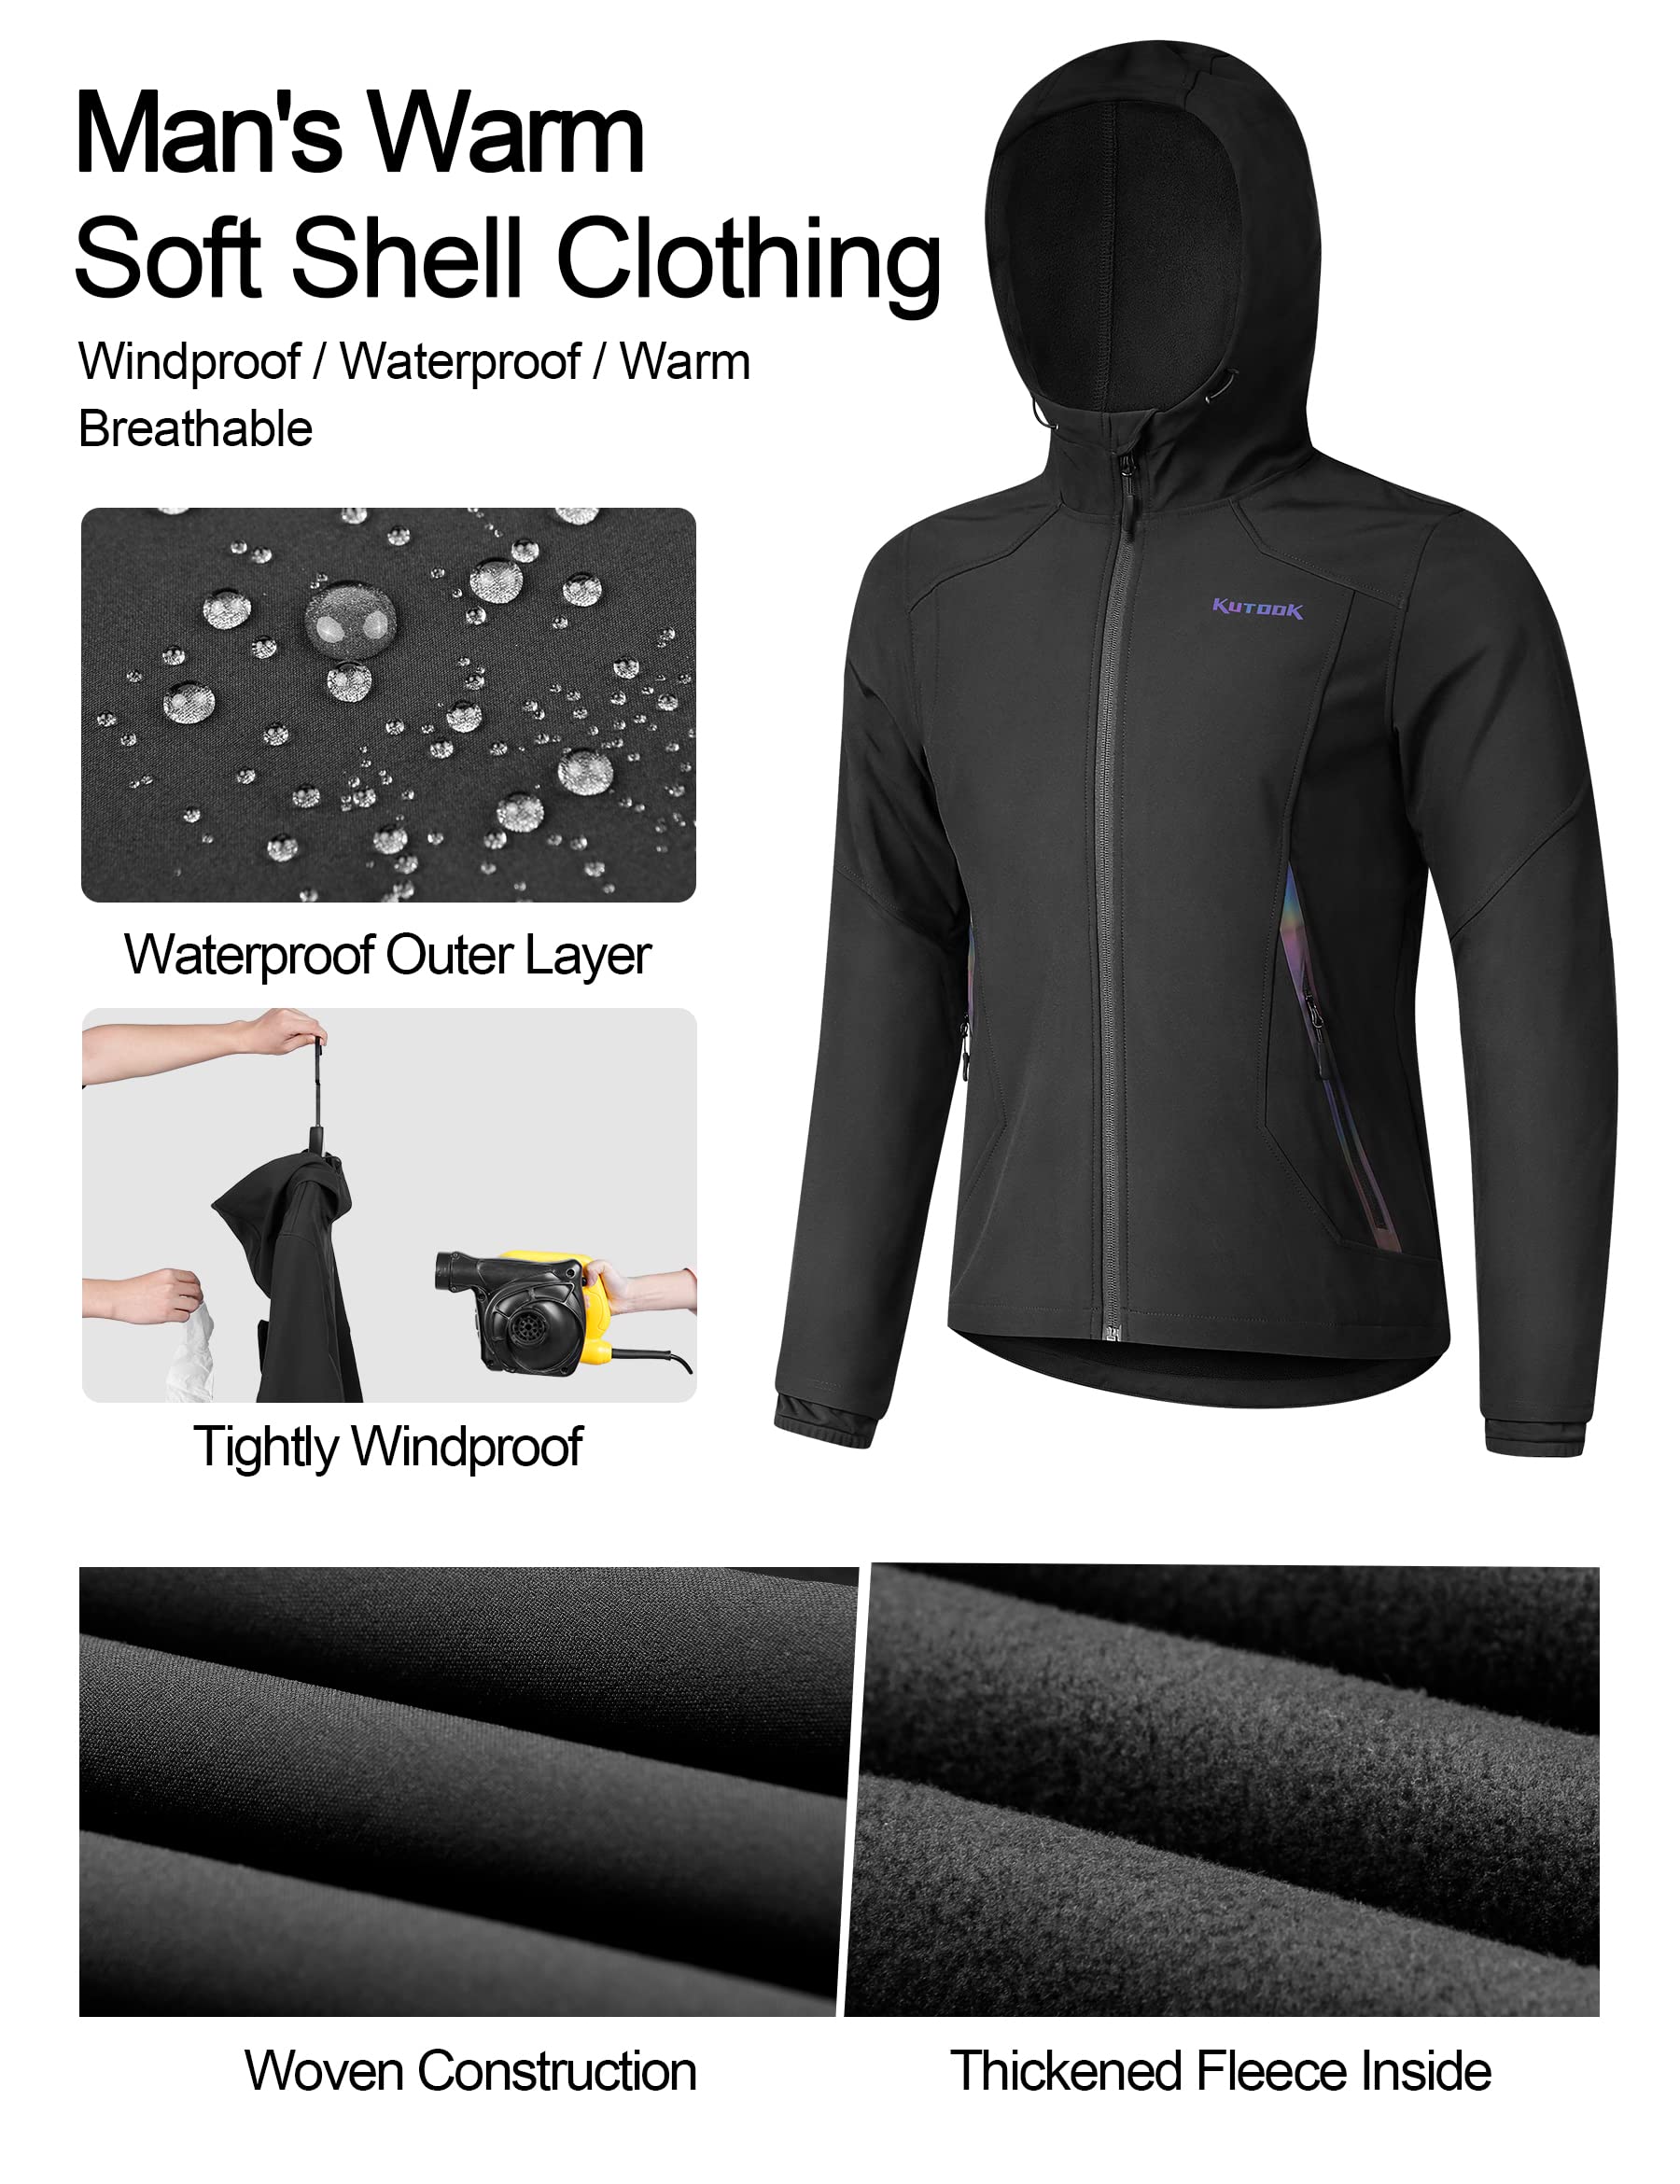 Man's Warm
Soft Shell Clothing
Windproof / Waterproof / Warm
Breathable
KUTOOK
Waterproof Outer Layer
Tightly Windproof
Woven Construction
Thickened Fleece Inside